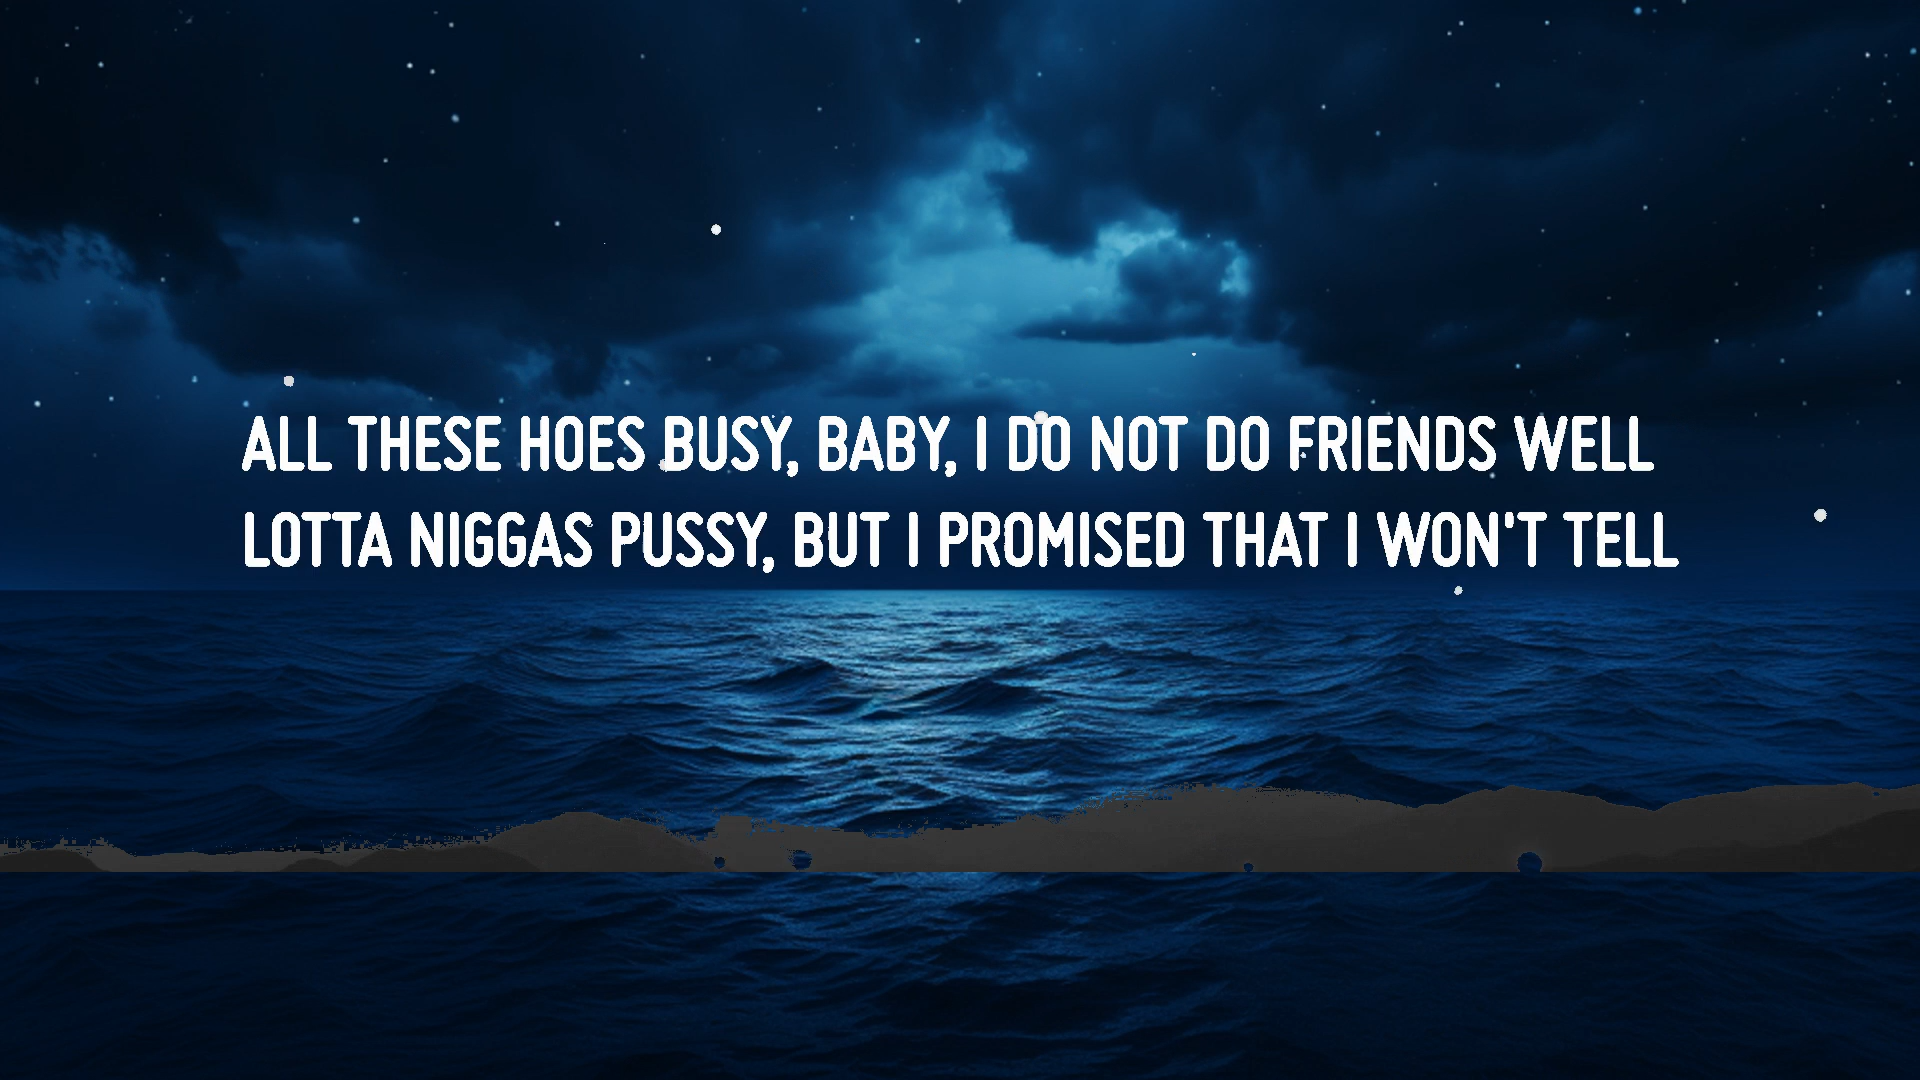 ALL THESE HOES BUSY, BABY, I DO NOT DO FRIENDS WELL
LOTTA NIGGAS PUSSY, BUT I PROMISED THAT I WON'T TELL